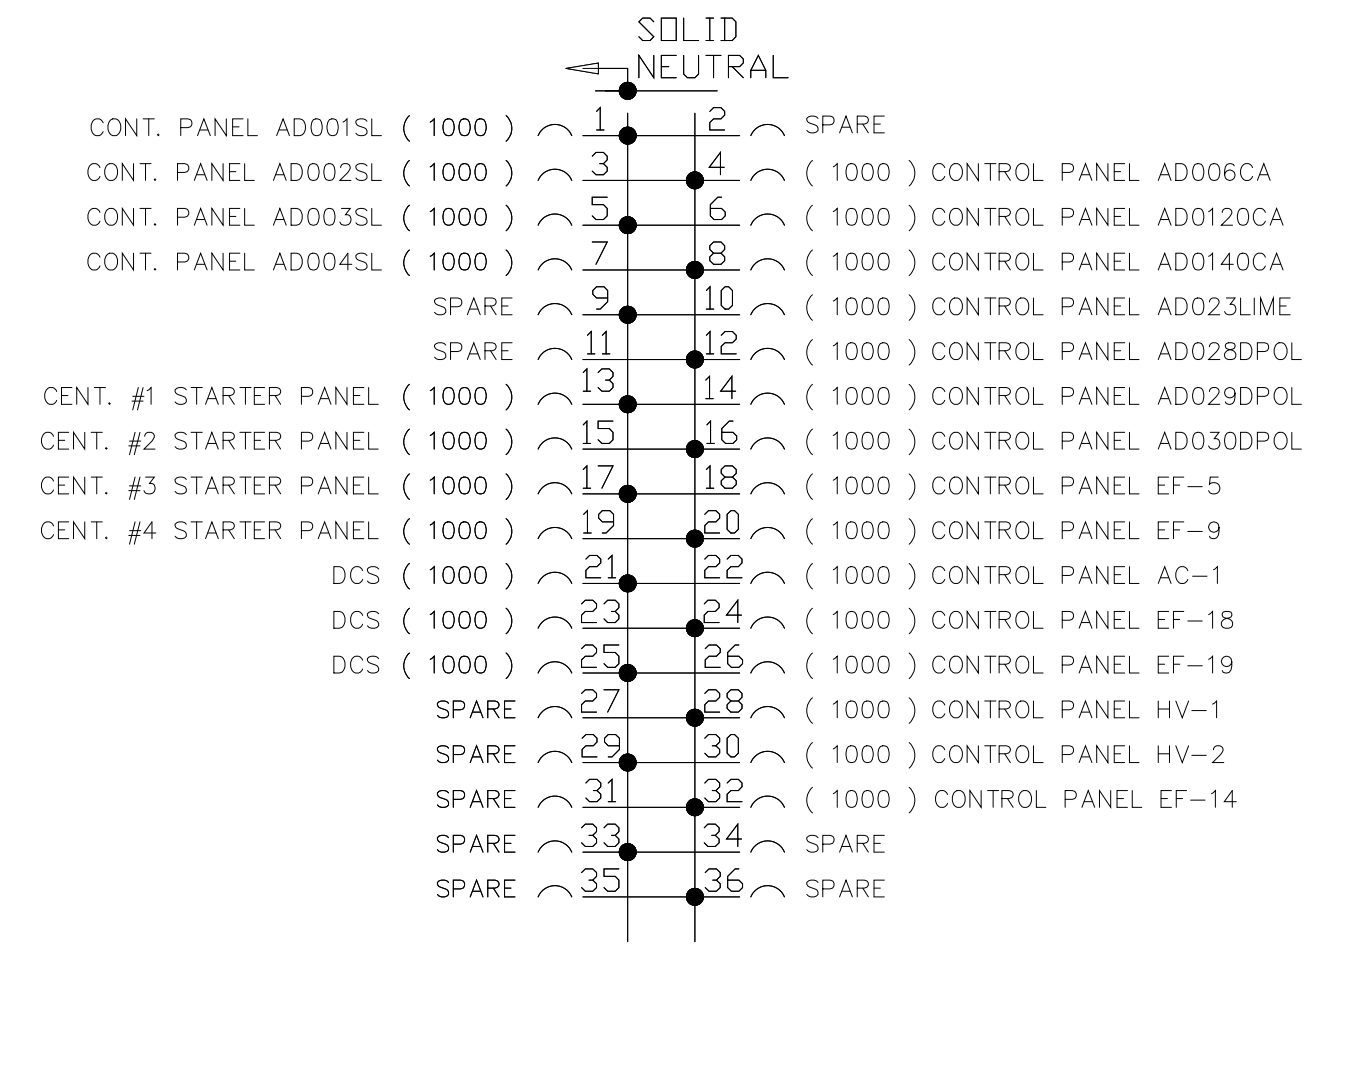 SOLID
NEUTRAL
CONT. PANEL AD001SL ( 1000 ) 1 2 SPARE
CONT. PANEL AD002SL ( 1000 ) 3 4 ( 1000 ) CONTROL PANEL AD006CA
CONT. PANEL AD003SL ( 1000 ) 5 6 ( 1000 ) CONTROL PANEL AD0120CA
CONT. PANEL AD004SL ( 1000 ) 7 8 ( 1000 ) CONTROL PANEL AD0140CA
SPARE 9 10 ( 1000 ) CONTROL PANEL AD023LIME
SPARE 11 12 ( 1000 ) CONTROL PANEL AD028DPOL
CENT. #1 STARTER PANEL ( 1000 ) 13 14 ( 1000 ) CONTROL PANEL AD029DPOL
CENT. #2 STARTER PANEL ( 1000 ) 15 16 ( 1000 ) CONTROL PANEL AD030DPOL
CENT. #3 STARTER PANEL ( 1000 ) 17 18 ( 1000 ) CONTROL PANEL EF-5
CENT. #4 STARTER PANEL ( 1000 ) 19 20 ( 1000 ) CONTROL PANEL EF-9
DCS ( 1000 ) 21 22 ( 1000 ) CONTROL PANEL AC-1
DCS ( 1000 ) 23 24 ( 1000 ) CONTROL PANEL EF-18
DCS ( 1000 ) 25 26 ( 1000 ) CONTROL PANEL EF-19
SPARE 27 28 ( 1000 ) CONTROL PANEL HV-1
SPARE 29 30 ( 1000 ) CONTROL PANEL HV-2
SPARE 31 32 ( 1000 ) CONTROL PANEL EF-14
SPARE 33 34 SPARE
SPARE 35 36 SPARE